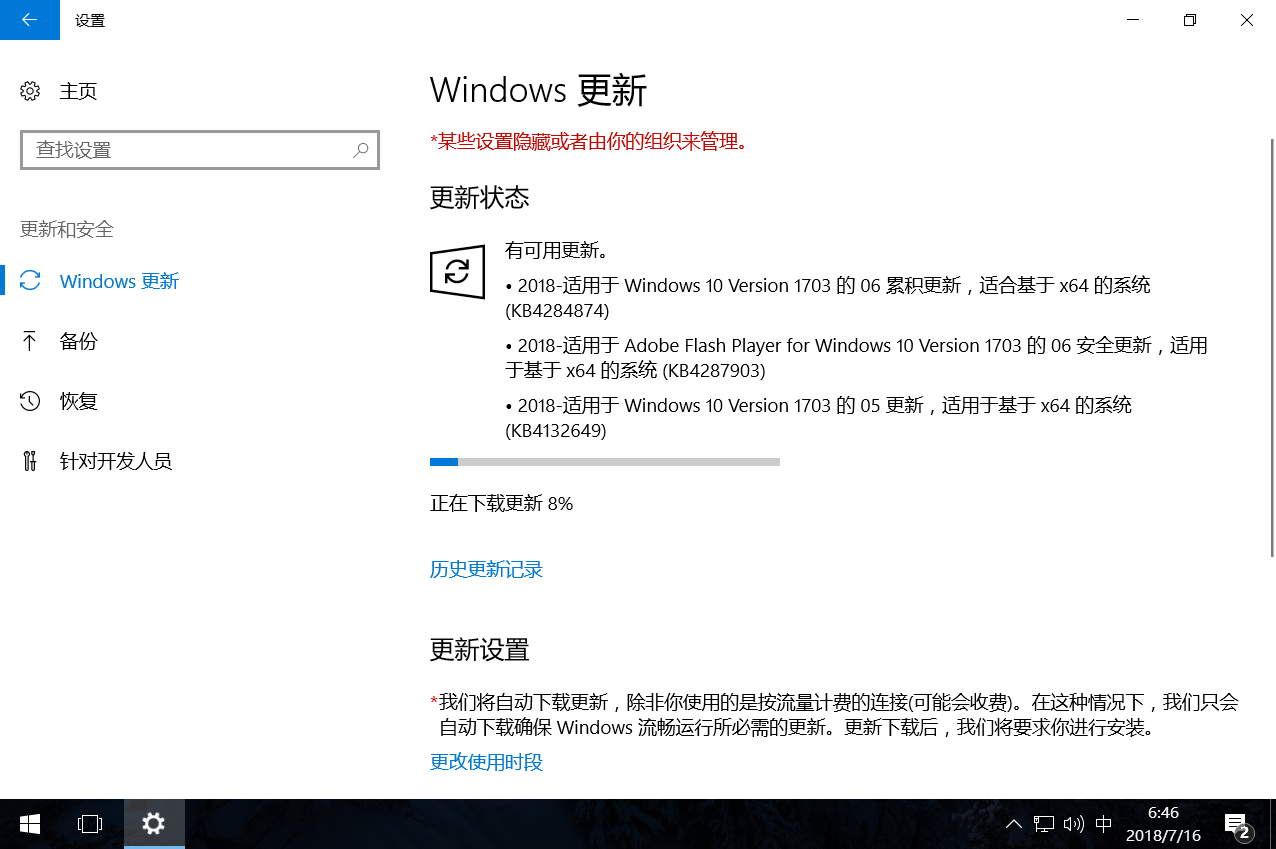 设置
主页
查找设置
更新和安全
Windows 更新
备份
恢复
针对开发人员
Windows 更新
*某些设置隐藏或者由你的组织来管理。
更新状态
有可用更新。
• 2018-适用于 Windows 10 Version 1703 的 06 累积更新，适合基于 x64 的系统
(KB4284874)
• 2018-适用于 Adobe Flash Player for Windows 10 Version 1703 的 06 安全更新，适用
于基于 x64 的系统 (KB4287903)
• 2018-适用于 Windows 10 Version 1703 的 05 更新，适用于基于 x64 的系统
(KB4132649)
正在下载更新 8%
历史更新记录
更新设置
*我们将自动下载更新，除非你使用的是按流量计费的连接(可能会收费)。在这种情况下，我们只会
自动下载确保 Windows 流畅运行所必需的更新。更新下载后，我们将要求你进行安装。
更改使用时段
中
6:46
2018/7/16
2